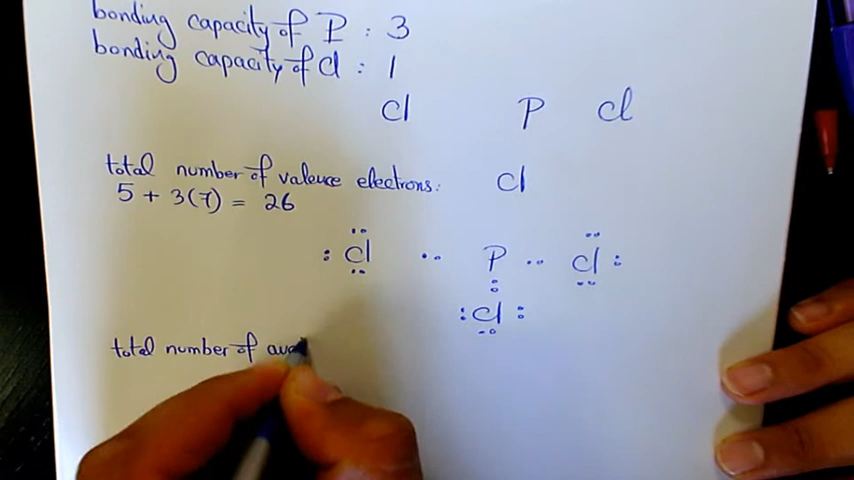 bonding capacity of P : 3
bonding capacity of Cl : 1
Cl P Cl
total number of valence electrons: Cl
5 + 3(7) = 26
Cl P Cl
Cl
total number of